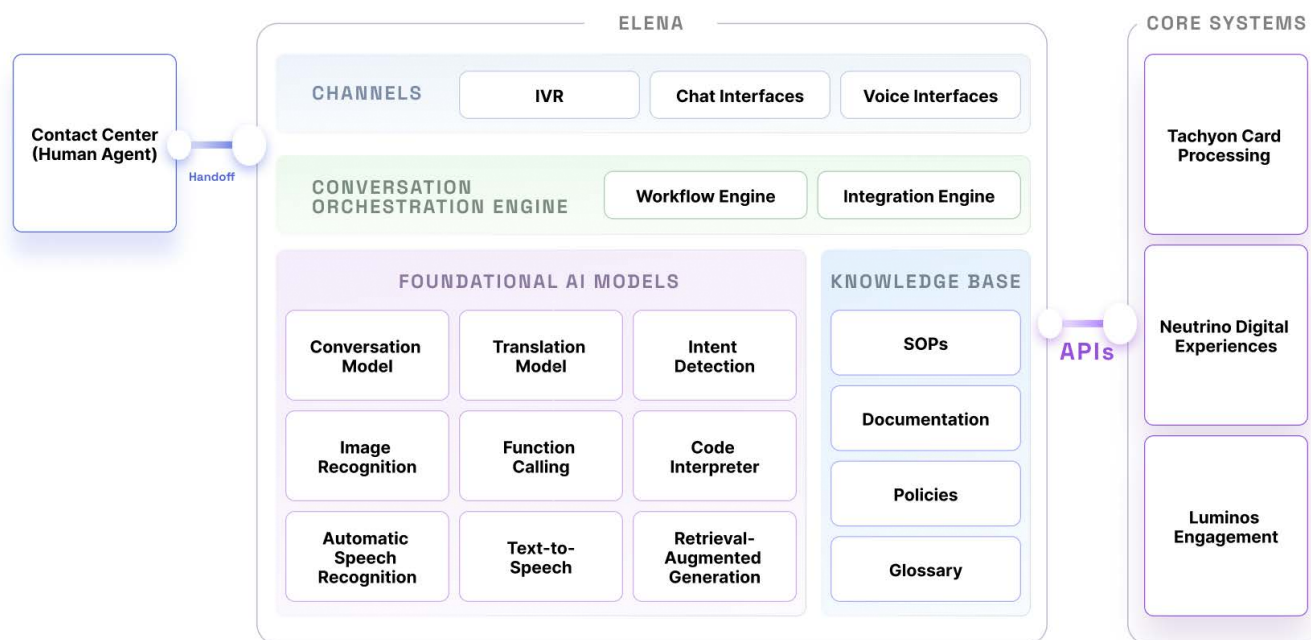 ELENA
CORE SYSTEMS
Contact Center
(Human Agent)
Handoff
CHANNELS
IVR
Chat Interfaces
Voice Interfaces
CONVERSATION
ORCHESTRATION ENGINE
Workflow Engine
Integration Engine
FOUNDATIONAL AI MODELS
Conversation
Model
Translation
Model
Intent
Detection
Image
Recognition
Function
Calling
Code
Interpreter
Automatic
Speech
Recognition
Text-to-
Speech
Retrieval-
Augmented
Generation
KNOWLEDGE BASE
SOPs
Documentation
Policies
Glossary
APIs
Tachyon Card
Processing
Neutrino Digital
Experiences
Luminos
Engagement